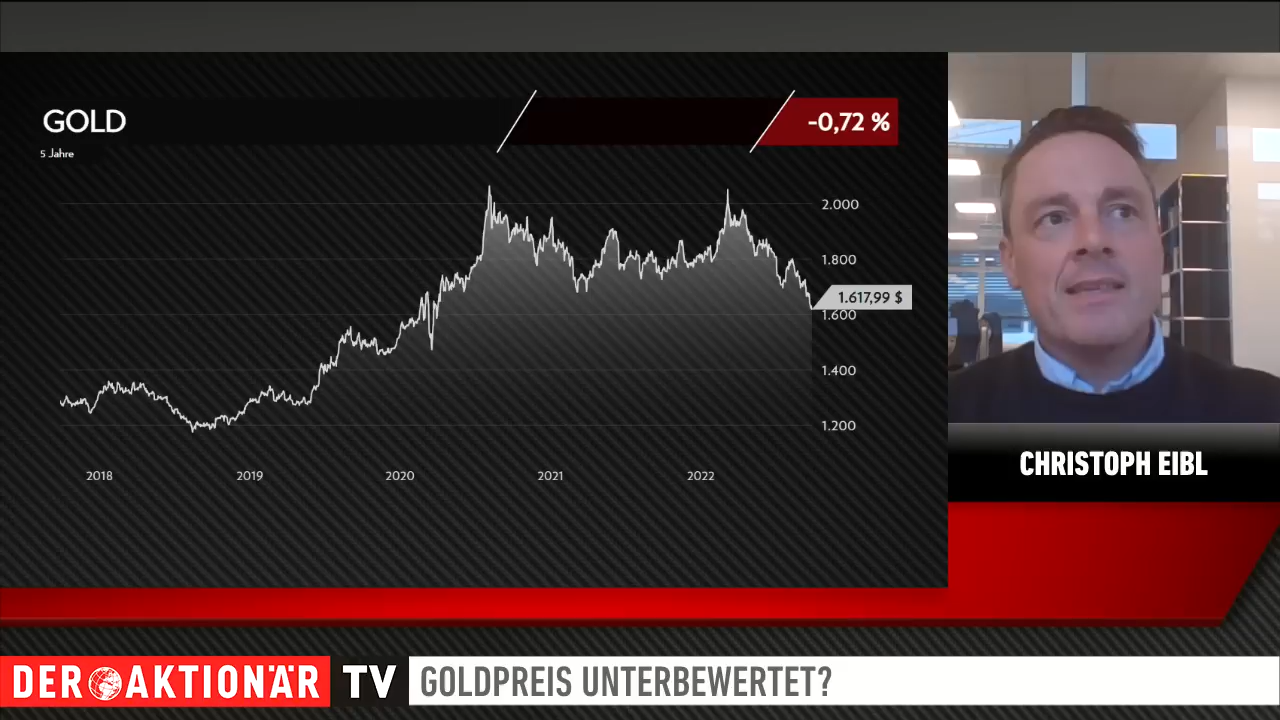 GOLD
-0,72 %
5 Jahre
2.000
1.800
1.617,99 $
1.600
1.400
1.200
2018 2019 2020 2021 2022
CHRISTOPH EIBL
DER AKTIONÄR TV
GOLDPREIS UNTERBEWERTET?